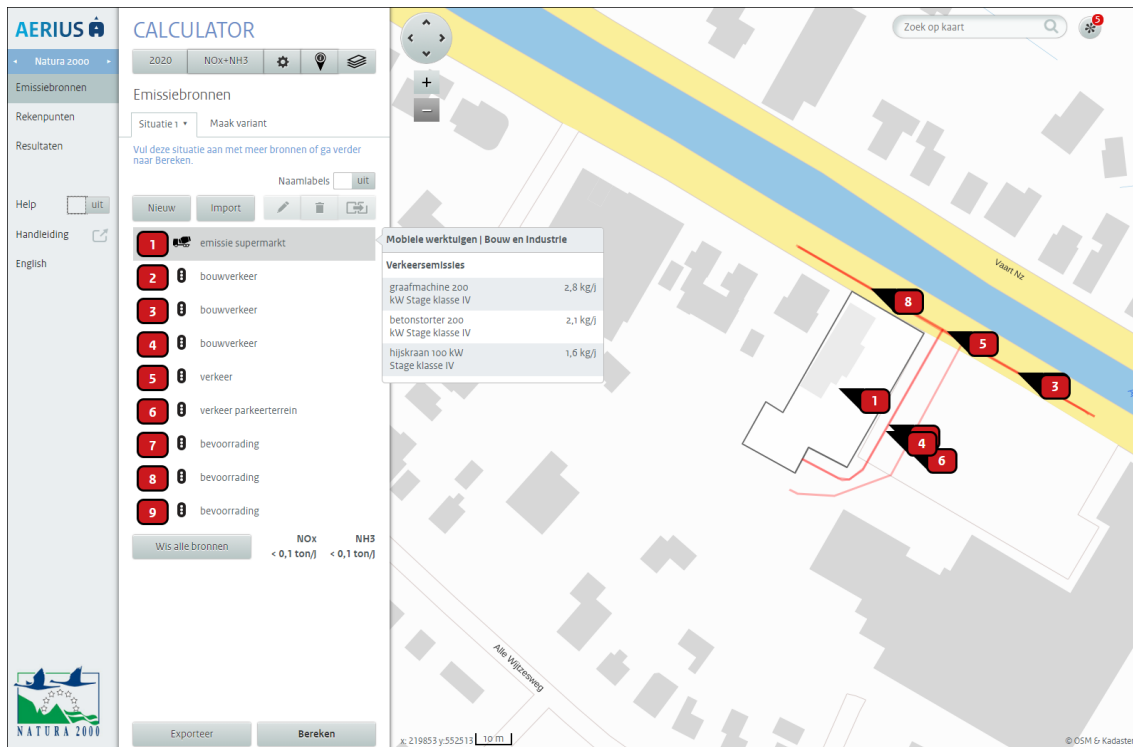 AERIUS
Natura 2000
Emissiebronnen
Rekenpunten
Resultaten
Help
uit
Handleiding
English
NATURA 2000
CALCULATOR
2020
NOx+NH3
Emissiebronnen
Situatie 1
Maak variant
Vul deze situatie aan met meer bronnen of ga verder
naar Bereken.
Naamlabels
uit
Nieuw
Import
1 emissie supermarkt
2 bouwverkeer
3 bouwverkeer
4 bouwverkeer
5 verkeer
6 verkeer parkeerterrein
7 bevoorrading
8 bevoorrading
9 bevoorrading
Wis alle bronnen
NOx NH3
< 0,1 ton/j < 0,1 ton/j
Exporteer
Bereken
Mobiele werktuigen | Bouw en Industrie
Verkeersemissies
graafmachine 200 2,8 kg/j
kW Stage klasse IV
betonstorter 200 2,1 kg/j
kW Stage klasse IV
hijskraan 100 kW 1,6 kg/j
Stage klasse IV
Zoek op kaart
5
Vaart Nz
8
5
3
1
4
6
Alle Wijtzesweg
x: 219853 y:552513
10 m
© OSM & Kadaster